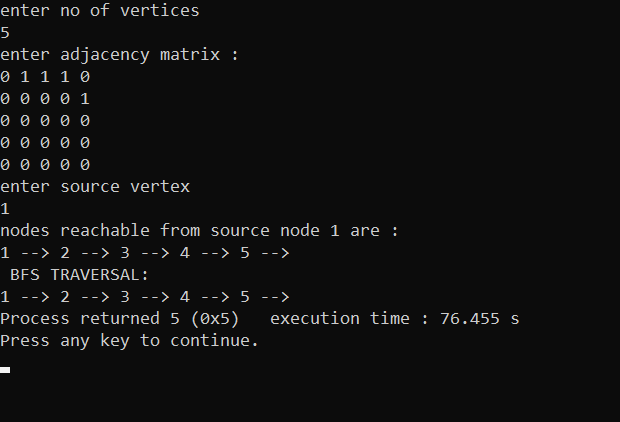 enter no of vertices
5
enter adjacency matrix :
0 1 1 1 0
0 0 0 0 1
0 0 0 0 0
0 0 0 0 0
0 0 0 0 0
enter source vertex
1
nodes reachable from source node 1 are :
1 --> 2 --> 3 --> 4 --> 5 -->
 BFS TRAVERSAL:
1 --> 2 --> 3 --> 4 --> 5 -->
Process returned 5 (0x5)   execution time : 76.455 s
Press any key to continue.